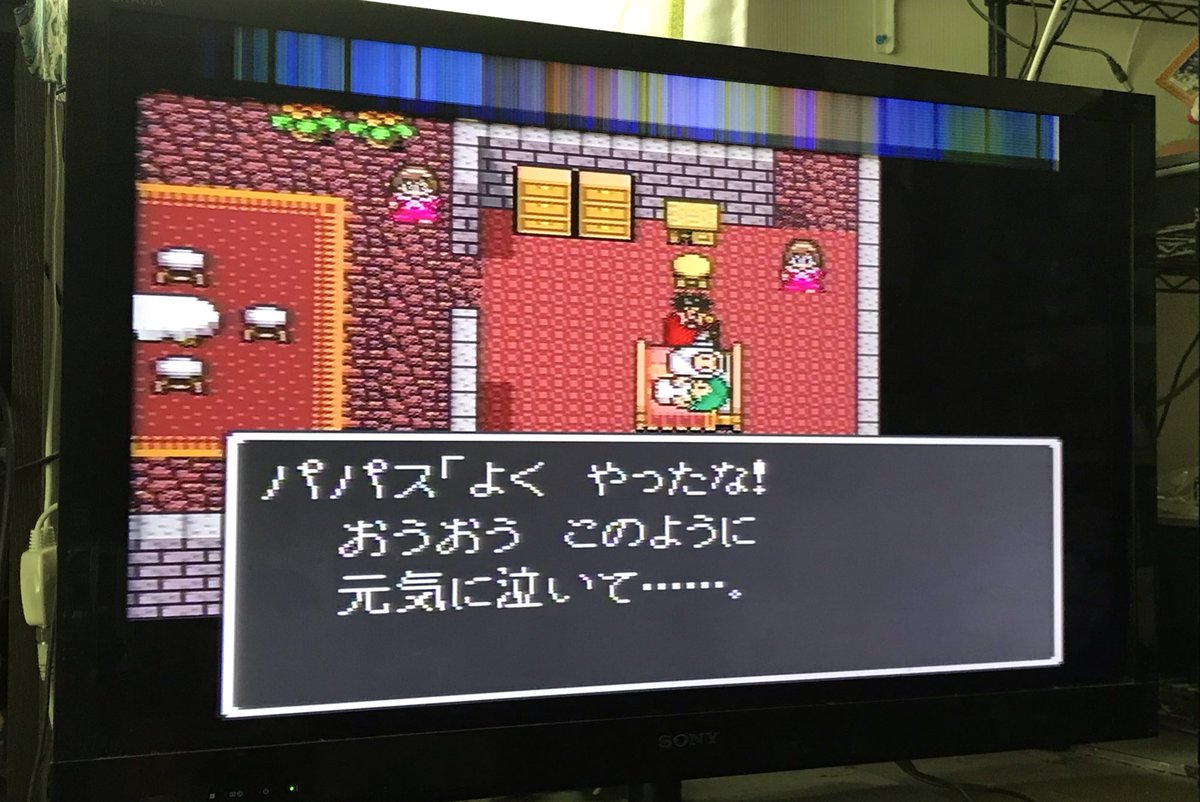 BRAVIA
パパス「よく　やったな!
おうおう　このように
元気に泣いて……。
SONY